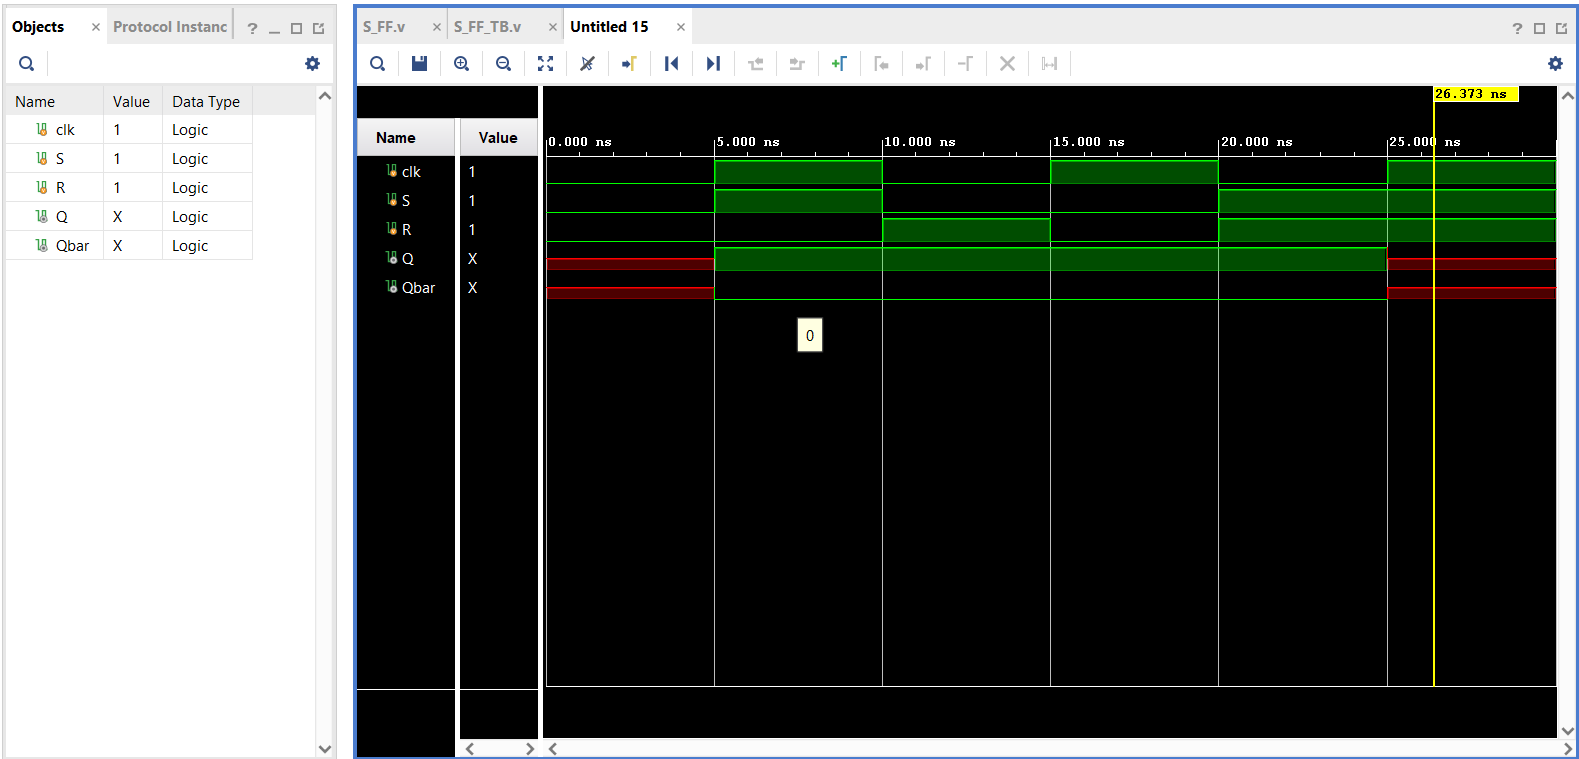 Objects × Protocol Instanc ?
Name Value Data Type
clk 1 Logic
S 1 Logic
R 1 Logic
Q X Logic
Qbar X Logic
S_FF.v × S_FF_TB.v × Untitled 15 × ?
26.373 ns
Name Value
0.000 ns 5.000 ns 10.000 ns 15.000 ns 20.000 ns 25.000 ns
clk 1
S 1
R 1
Q X
Qbar X
0